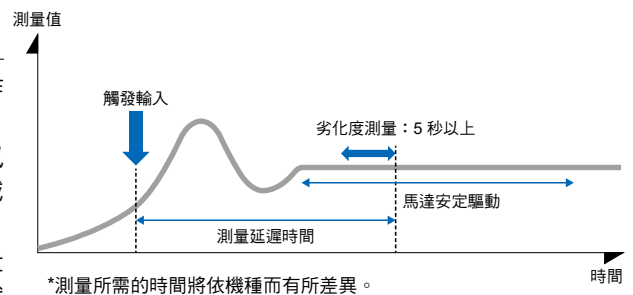 測量值
觸發輸入
劣化度測量：5 秒以上
馬達安定驅動
測量延遲時間
時間
*測量所需的時間將依機種而有所差異。